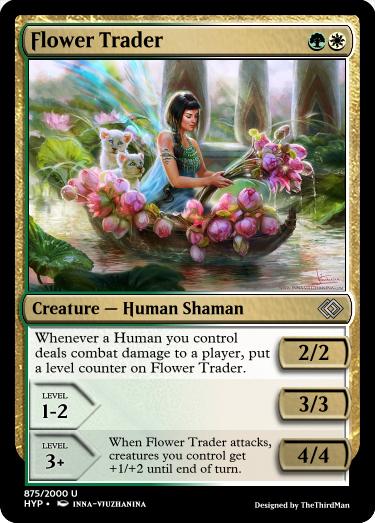 Flower Trader
Creature — Human Shaman
Whenever a Human you control
deals combat damage to a player, put
a level counter on Flower Trader.
2/2
LEVEL
1-2
3/3
LEVEL
3+
When Flower Trader attacks,
creatures you control get
+1/+2 until end of turn.
4/4
875/2000 U
HYP • INNA-VIUZHANINA
Designed by TheThirdMan